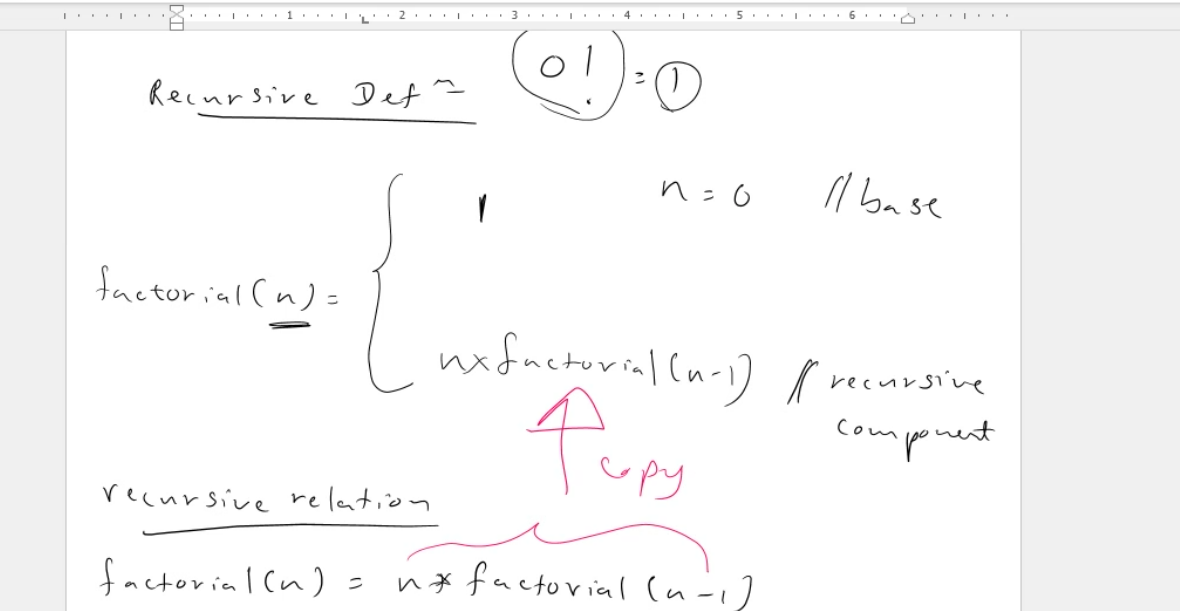 1 2 3 4 5 6
Recursive Defn 0! = 1
1 n = 0 // base
factorial(n) =
n×factorial(n-1) // recursive
component
copy
recursive relation
factorial(n) = n* factorial(n-1)